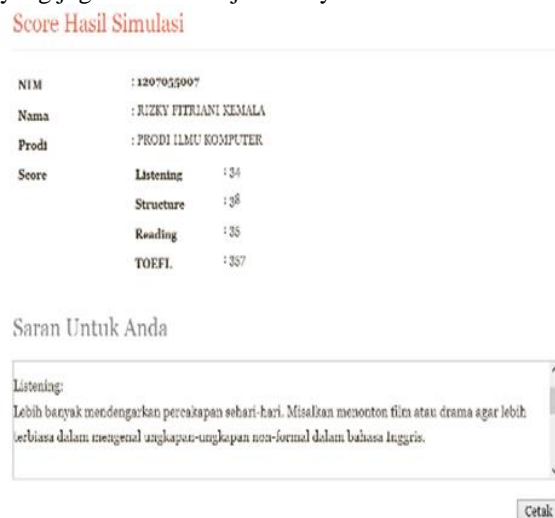 Score Hasil Simulasi
NIM : 1207055007
Nama : RIZKY FITRIANI KEMALA
Prodi : PRODI ILMU KOMPUTER
Score Listening : 34
Structure : 38
Reading : 35
TOEFL : 357
Saran Untuk Anda
Listening:
Lebih banyak mendengarkan percakapan sehari-hari. Misalkan menonton film atau drama agar lebih
terbiasa dalam mengenal ungkapan-ungkapan non-formal dalam bahasa Inggris.
Cetak